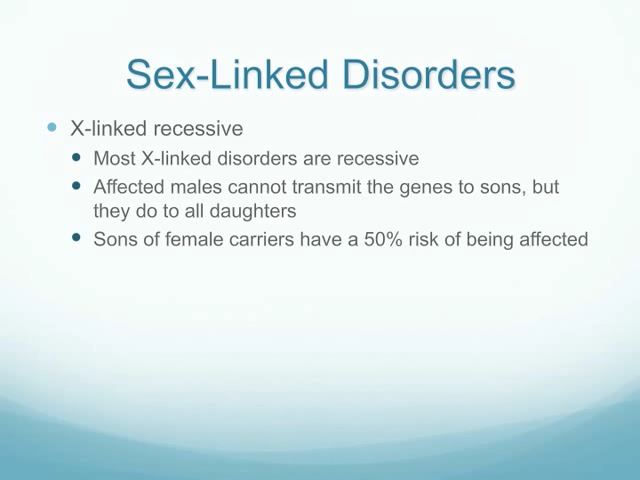 Sex-Linked Disorders
• X-linked recessive
• Most X-linked disorders are recessive
• Affected males cannot transmit the genes to sons, but
they do to all daughters
• Sons of female carriers have a 50% risk of being affected